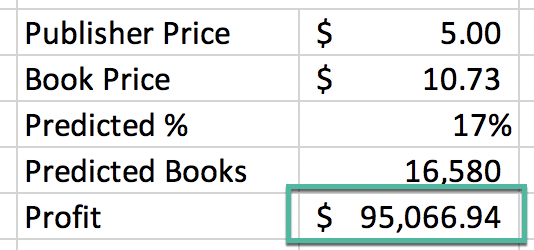 Publisher Price $ 5.00
Book Price $ 10.73
Predicted % 17%
Predicted Books 16,580
Profit $ 95,066.94